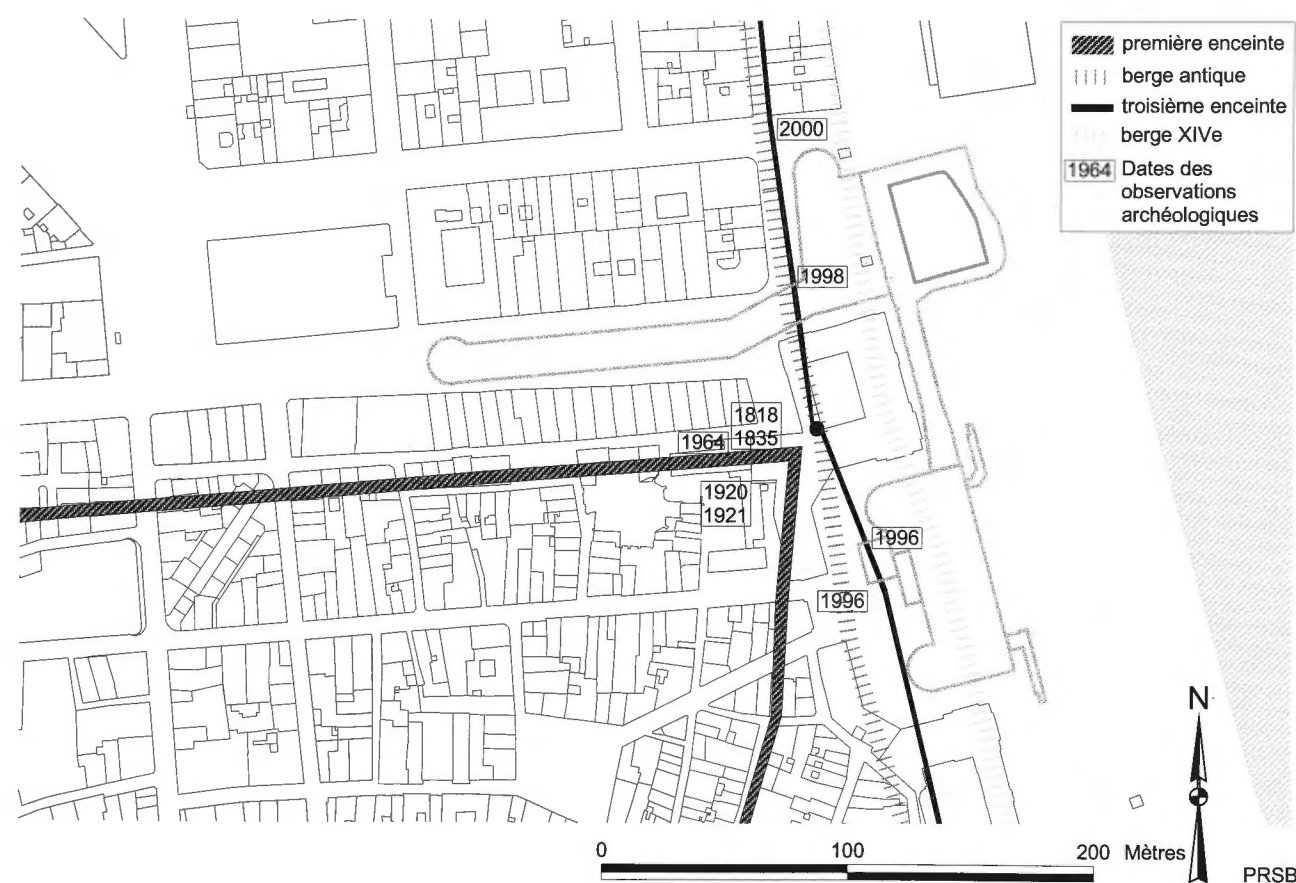 première enceinte
berge antique
troisième enceinte
berge XIVe
1964 Dates des
observations
archéologiques
2000
1998
1818
1964 1835
1920
1921
1996
1996
N
0 100 200 Mètres
PRSB